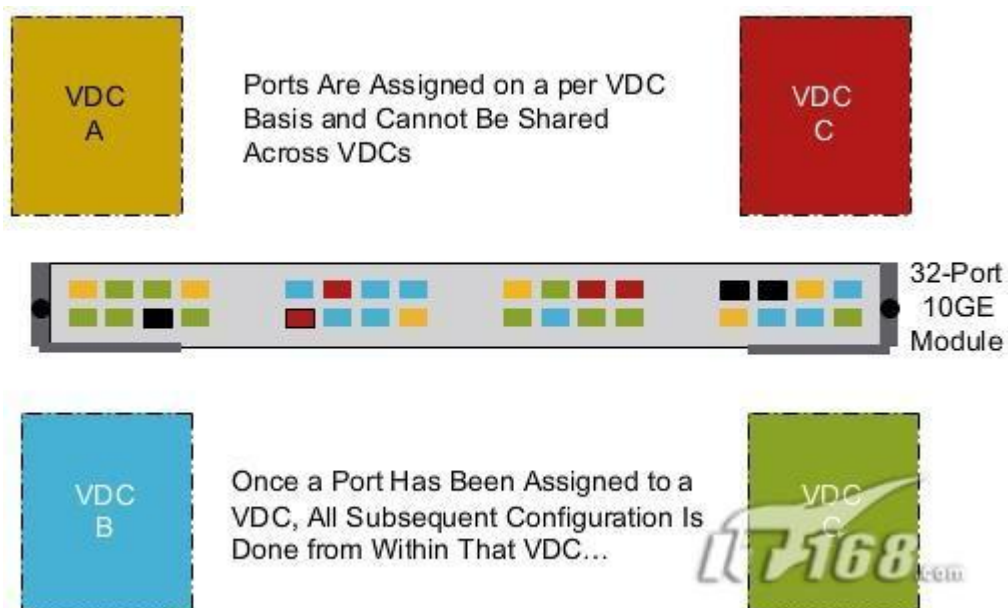 VDC
A
Ports Are Assigned on a per VDC
Basis and Cannot Be Shared
Across VDCs
VDC
C
32-Port
10GE
Module
VDC
B
Once a Port Has Been Assigned to a
VDC, All Subsequent Configuration Is
Done from Within That VDC...
VDC
C
IT168.com